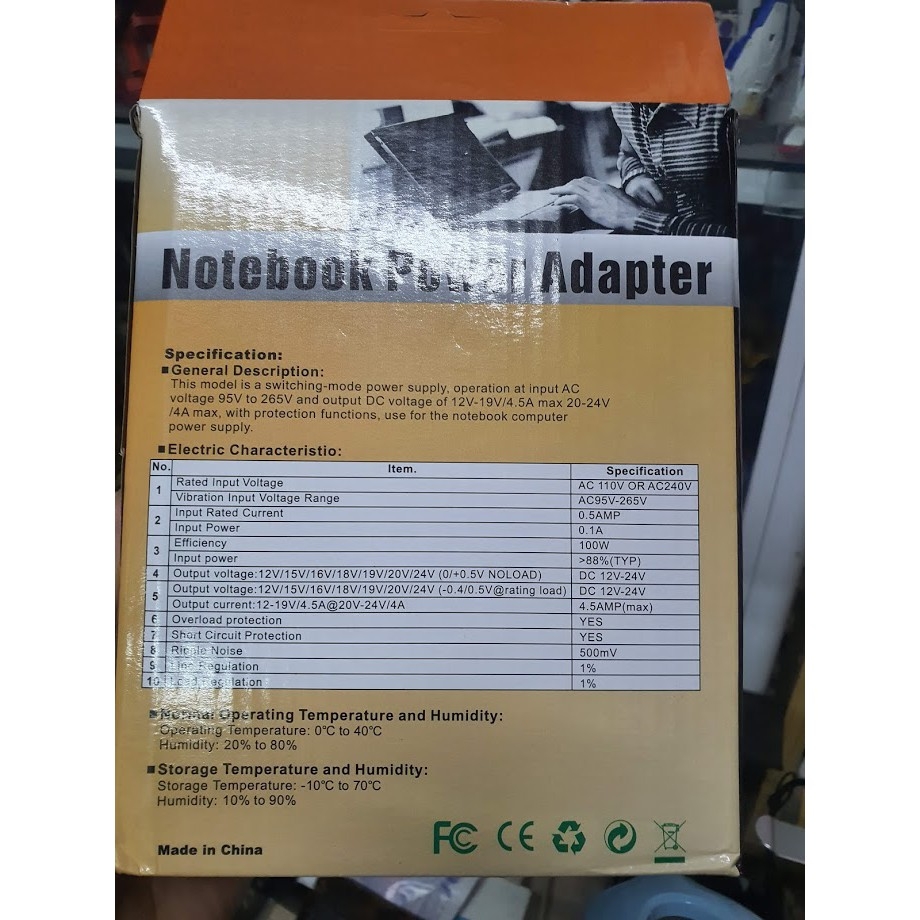 Notebook Power Adapter
Specification:
■General Description:
This model is a switching-mode power supply, operation at input AC
voltage 95V to 265V and output DC voltage of 12V-19V/4.5A max 20-24V
/4A max, with protection functions, use for the notebook computer
power supply.
■Electric Characteristio:
No. Item. Specification
1 Rated Input Voltage AC 110V OR AC240V
Vibration Input Voltage Range AC95V-265V
2 Input Rated Current 0.5AMP
Input Power 0.1A
3 Efficiency 100W
Input power >88%(TYP)
4 Output voltage:12V/15V/16V/18V/19V/20V/24V (0/+0.5V NOLOAD) DC 12V-24V
5 Output voltage:12V/15V/16V/18V/19V/20V/24V (-0.4/0.5V@rating load) DC 12V-24V
Output current:12-19V/4.5A@20V-24V/4A 4.5AMP(max)
6 Overload protection YES
7 Short Circuit Protection YES
8 Ripple Noise 500mV
9 Line Regulation 1%
10 Load Regulation 1%
■Normal Operating Temperature and Humidity:
Operating Temperature: 0℃ to 40℃
Humidity: 20% to 80%
■Storage Temperature and Humidity:
Storage Temperature: -10℃ to 70℃
Humidity: 10% to 90%
Made in China
FC CE